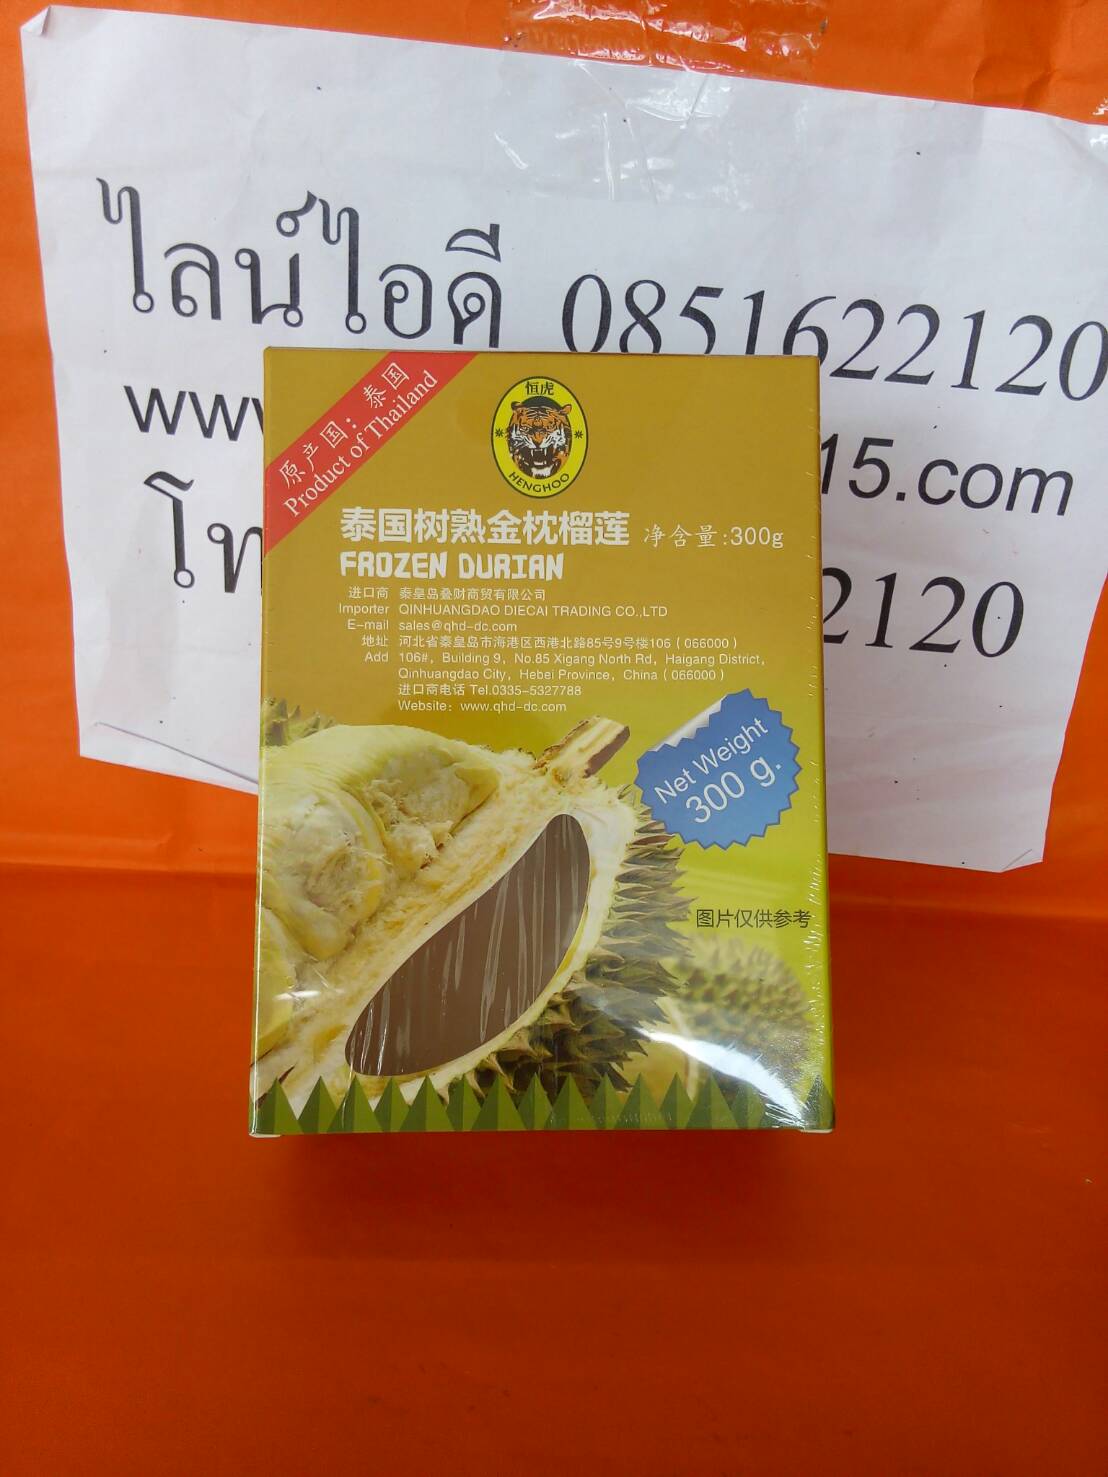 ไลน์ไอดี 0851622120
15.com
2120
原产国：泰国
Product of Thailand
恒虎
HENGHOO
泰国树熟金枕榴莲 净含量:300g
FROZEN DURIAN
进口商 秦皇岛叠财商贸有限公司
Importer QINHUANGDAO DIECAI TRADING CO.,LTD
E-mail sales@qhd-dc.com
地址 河北省秦皇岛市海港区西港北路85号9号楼106（066000）
Add 106#, Building 9, No.85 Xigang North Rd, Haigang District,
Qinhuangdao City, Hebei Province, China（066000）
进口商电话 Tel.0335-5327788
Website: www.qhd-dc.com
Net Weight
300 g.
图片仅供参考